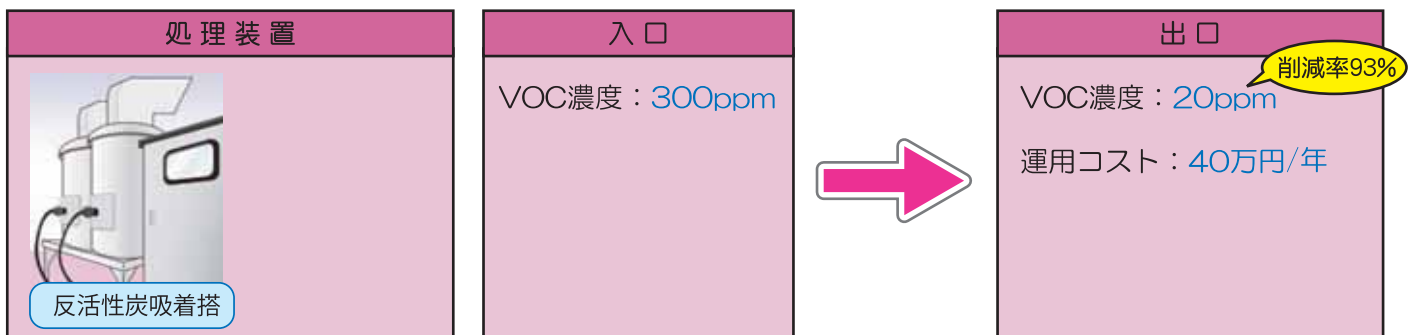 処理装置
反活性炭吸着搭
入口
VOC濃度：300ppm
出口
削減率93%
VOC濃度：20ppm
運用コスト：40万円/年